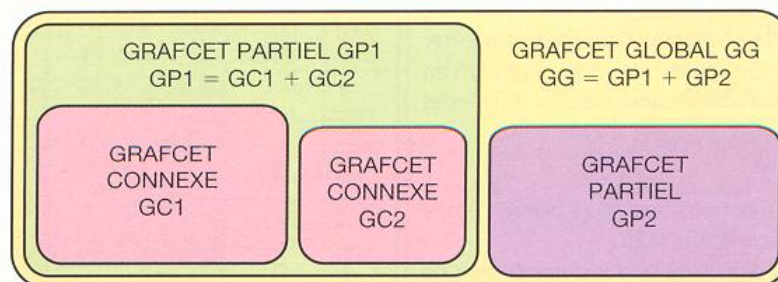 GRAFCET PARTIEL GP1
GP1 = GC1 + GC2
GRAFCET
CONNEXE
GC1
GRAFCET
CONNEXE
GC2
GRAFCET GLOBAL GG
GG = GP1 + GP2
GRAFCET
PARTIEL
GP2